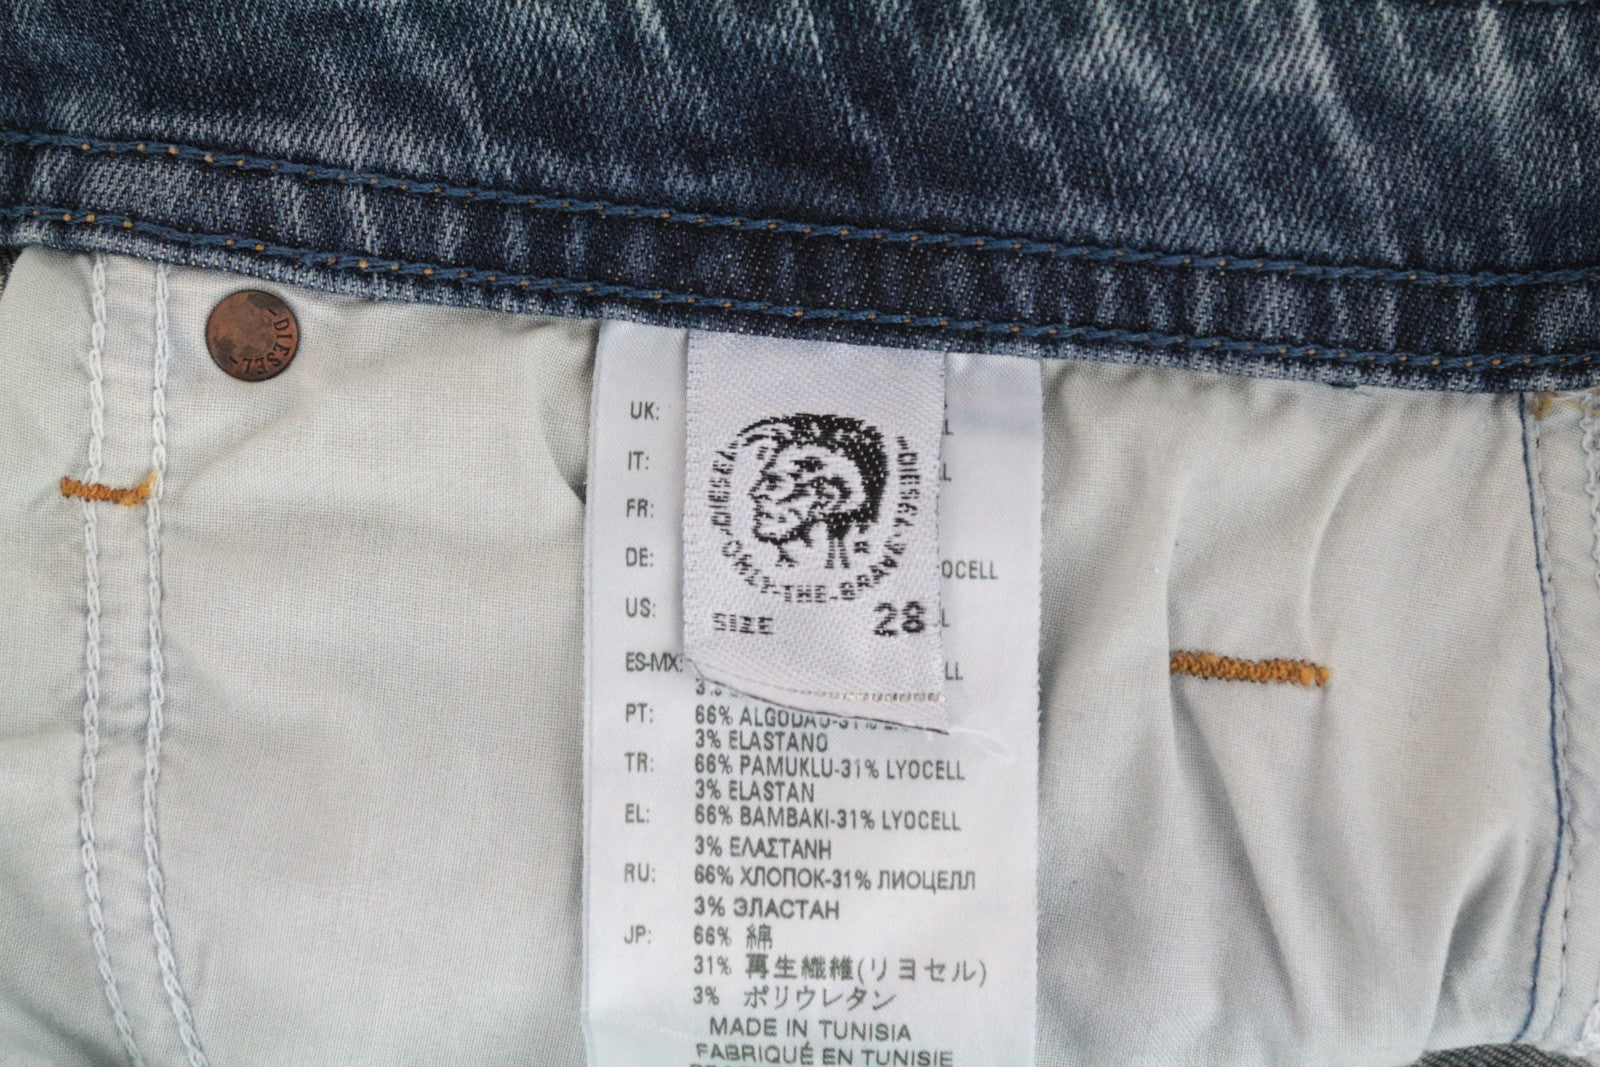 -DIESEL-
UK:
L
IT:
L
FR:
DE:
OCELL
US:
L
ES-MX:
LL
DIESEL
DIESEL
ONLY-THE-BRAVE
R
SIZE 28
3%
PT: 66% ALGODAO-31%
3% ELASTANO
TR: 66% PAMUKLU-31% LYOCELL
3% ELASTAN
EL: 66% BAMBAKI-31% LYOCELL
3% ΕΛΑΣΤΑΝΗ
RU: 66% ХЛОПОК-31% ЛИОЦЕЛЛ
3% ЭЛАСТАН
JP: 66% 綿
31% 再生繊維(リヨセル)
3% ポリウレタン
MADE IN TUNISIA
FABRIQUÉ EN TUNISIE